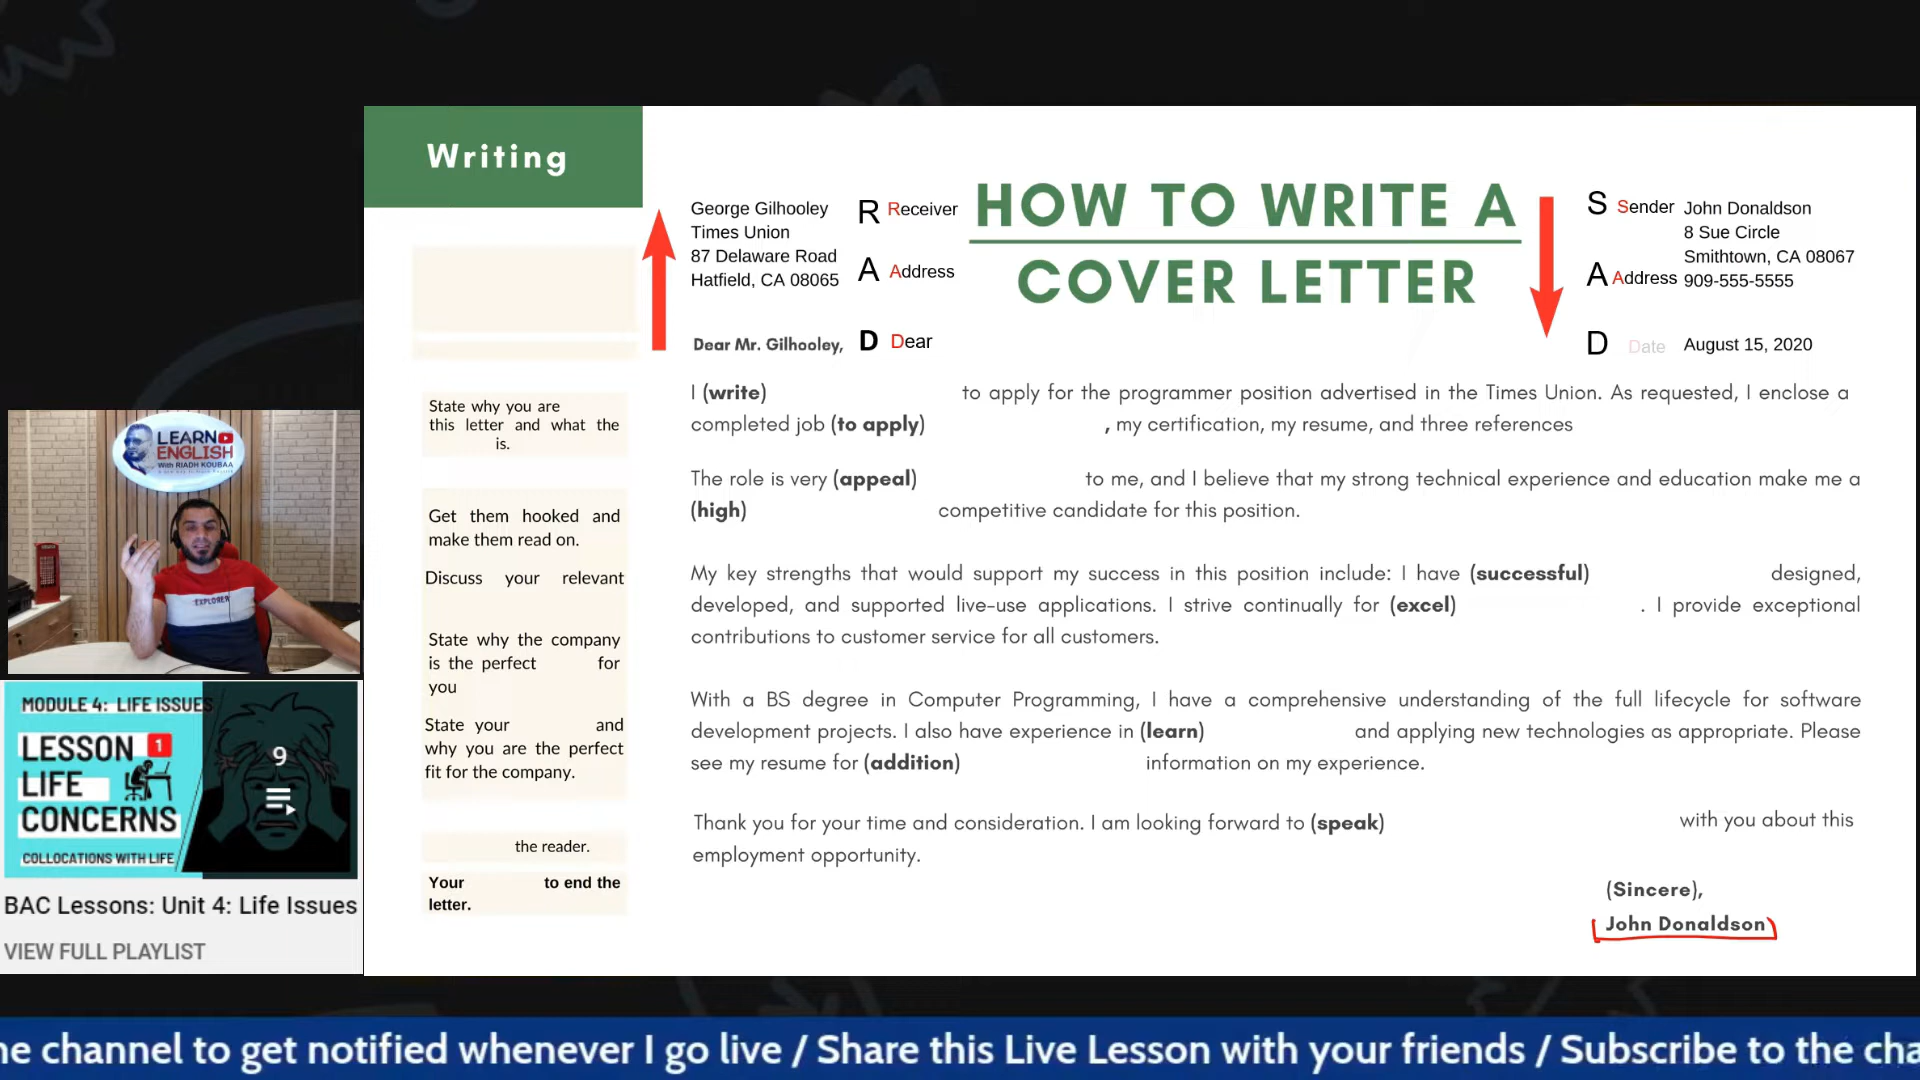 Writing
HOW TO WRITE A
COVER LETTER
George Gilhooley
Times Union
87 Delaware Road
Hatfield, CA 08065
R Receiver
A Address
Dear Mr. Gilhooley, D Dear
S Sender John Donaldson
8 Sue Circle
Smithtown, CA 08067
A Address 909-555-5555
D Date August 15, 2020
I (write) to apply for the programmer position advertised in the Times Union. As requested, I enclose a
completed job (to apply) , my certification, my resume, and three references
The role is very (appeal) to me, and I believe that my strong technical experience and education make me a
(high) competitive candidate for this position.
My key strengths that would support my success in this position include: I have (successful) designed,
developed, and supported live-use applications. I strive continually for (excel) . I provide exceptional
contributions to customer service for all customers.
With a BS degree in Computer Programming, I have a comprehensive understanding of the full lifecycle for software
development projects. I also have experience in (learn) and applying new technologies as appropriate. Please
see my resume for (addition) information on my experience.
Thank you for your time and consideration. I am looking forward to (speak) with you about this
employment opportunity.
(Sincere),
John Donaldson
State why you are
this letter and what the
is.
Get them hooked and
make them read on.
Discuss your relevant
State why the company
is the perfect for
you
State your and
why you are the perfect
fit for the company.
the reader.
Your to end the
letter.
LEARN
ENGLISH
With RIADH KOUBAA
EXPLORER
MODULE 4: LIFE ISSUES
LESSON 1
LIFE
CONCERNS
COLLOCATIONS WITH LIFE
9
BAC Lessons: Unit 4: Life Issues
VIEW FULL PLAYLIST
he channel to get notified whenever I go live / Share this Live Lesson with your friends / Subscribe to the cha